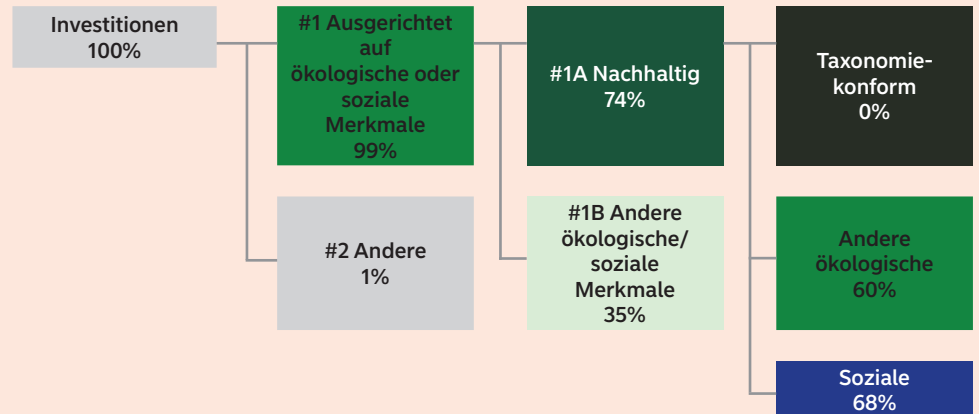 Investitionen
100%
#1 Ausgerichtet
auf
ökologische oder
soziale
Merkmale
99%
#1A Nachhaltig
74%
Taxonomie-
konform
0%
#2 Andere
1%
#1B Andere
ökologische/
soziale
Merkmale
35%
Andere
ökologische
60%
Soziale
68%